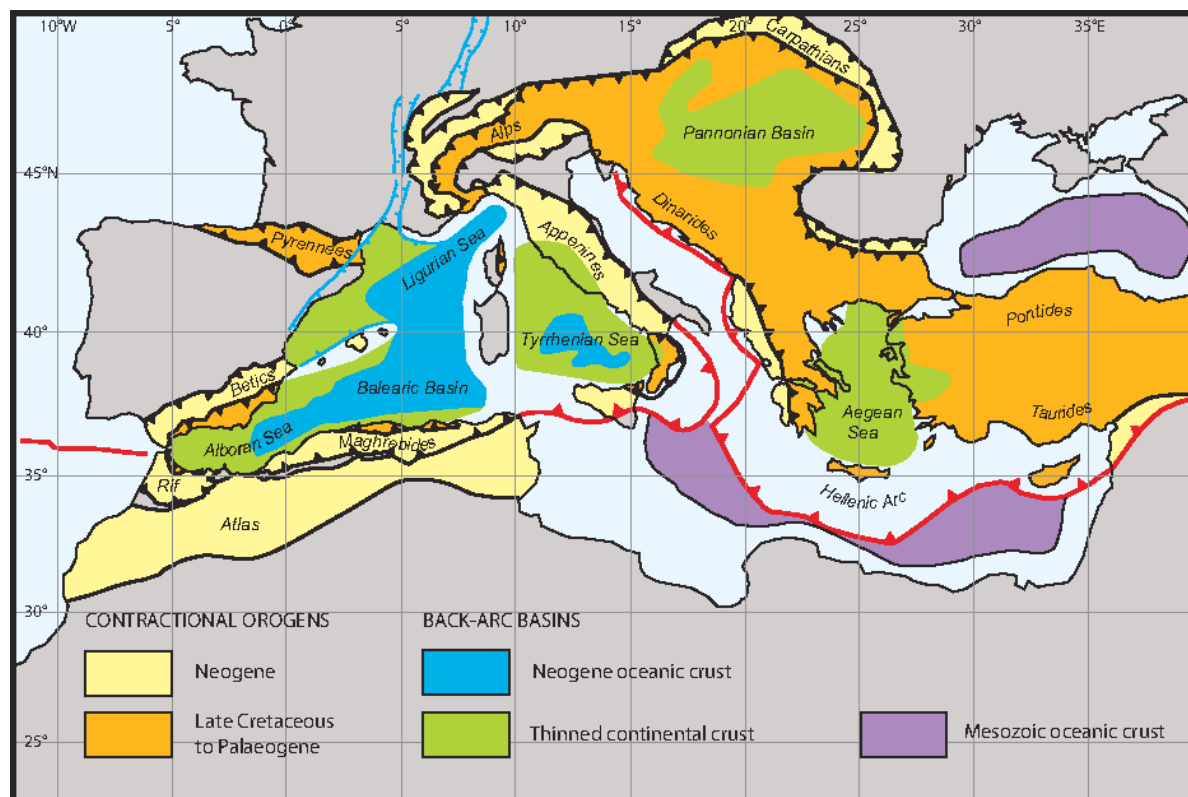 10°W
5°
0°
5°
10°
15°
20°
25°
30°
35°E
Carpathians
Alps
Pannonian Basin
45°N
Dinarides
Pyrennees
Ligurian Sea
Appenines
40°
Tyrrhenian Sea
Pontides
Betics
Balearic Basin
Aegean
Sea
Taurides
Alboran Sea
Maghrebides
35°
Rif
Hellenic Arc
Atlas
30°
CONTRACTIONAL OROGENS
BACK-ARC BASINS
Neogene
Neogene oceanic crust
Late Cretaceous
to Palaeogene
Thinned continental crust
Mesozoic oceanic crust
25°